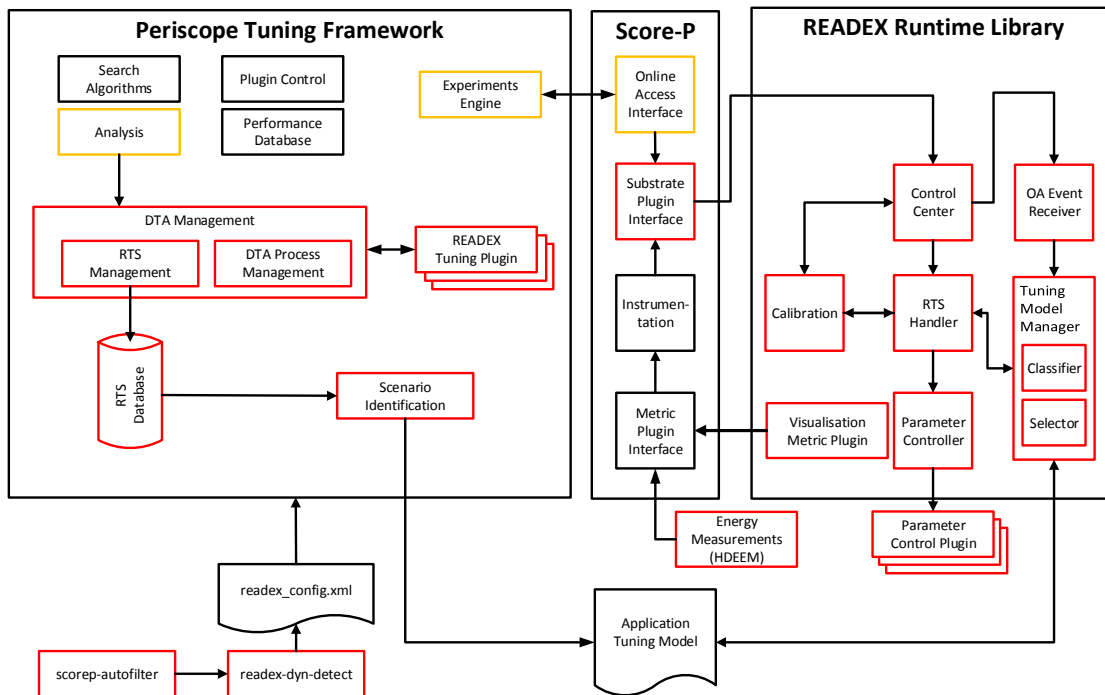 Periscope Tuning Framework
Score-P
READEX Runtime Library
Search
Algorithms
Plugin Control
Experiments
Engine
Online
Access
Interface
Analysis
Performance
Database
Substrate
Plugin
Interface
Control
Center
OA Event
Receiver
DTA Management
RTS
Management
DTA Process
Management
READEX
Tuning Plugin
Instrumen-
tation
Calibration
RTS
Handler
Tuning
Model
Manager
Classifier
Selector
RTS
Database
Scenario
Identification
Metric
Plugin
Interface
Visualisation
Metric Plugin
Parameter
Controller
Energy
Measurements
(HDEEM)
Parameter
Control Plugin
readex_config.xml
Application
Tuning Model
scorep-autofilter
readex-dyn-detect